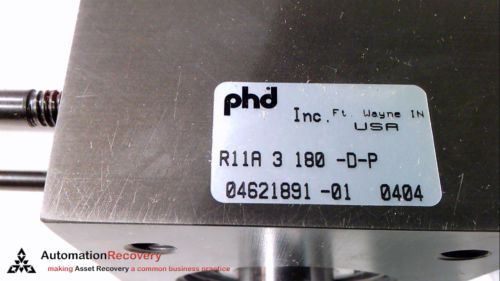 phd Inc. Ft. Wayne IN
USA
R11A 3 180 -D-P
04621891 -01 0404
AutomationRecovery
making Asset Recovery a common business practice